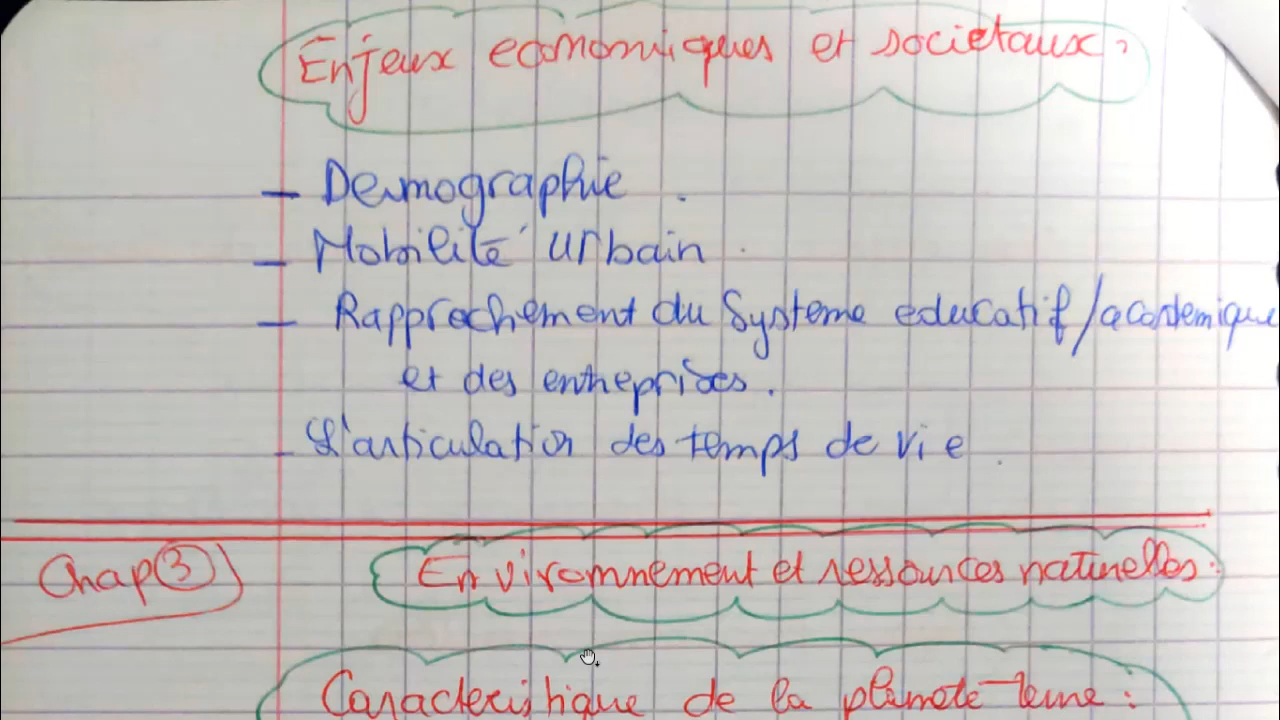 Enjeux economiques et societaux :
- Demographie .
- Mobilité urbain .
- Rapprochement du Système educatif / academique
et des entreprises .
- L'articulation des temps de vie .
Chap 3
Environnement et ressources naturelles .
Caracteristique de la planete terre :